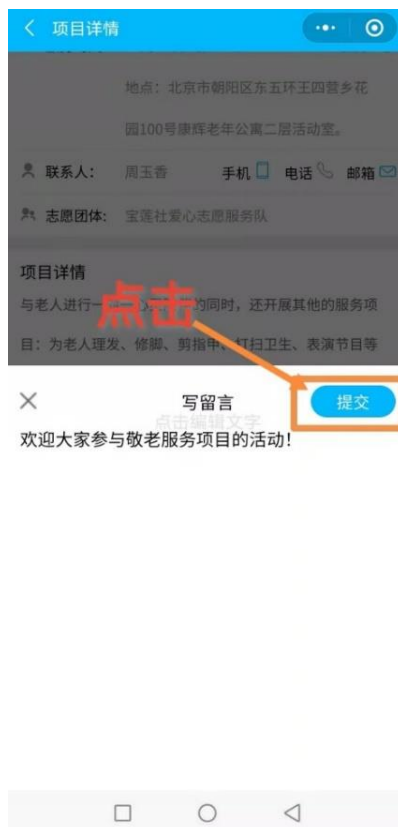 项目详情
地点：北京市朝阳区东五环王四营乡花
园100号康辉老年公寓二层活动室。
联系人： 周玉香 手机 电话 邮箱
志愿团体： 宝莲社爱心志愿服务队
项目详情
与老人进行一 的同时，还开展其他的服务项
点击
目：为老人理发、修脚、剪指甲、打扫卫生、表演节目等
写留言 提交
点击编辑文字
欢迎大家参与敬老服务项目的活动！